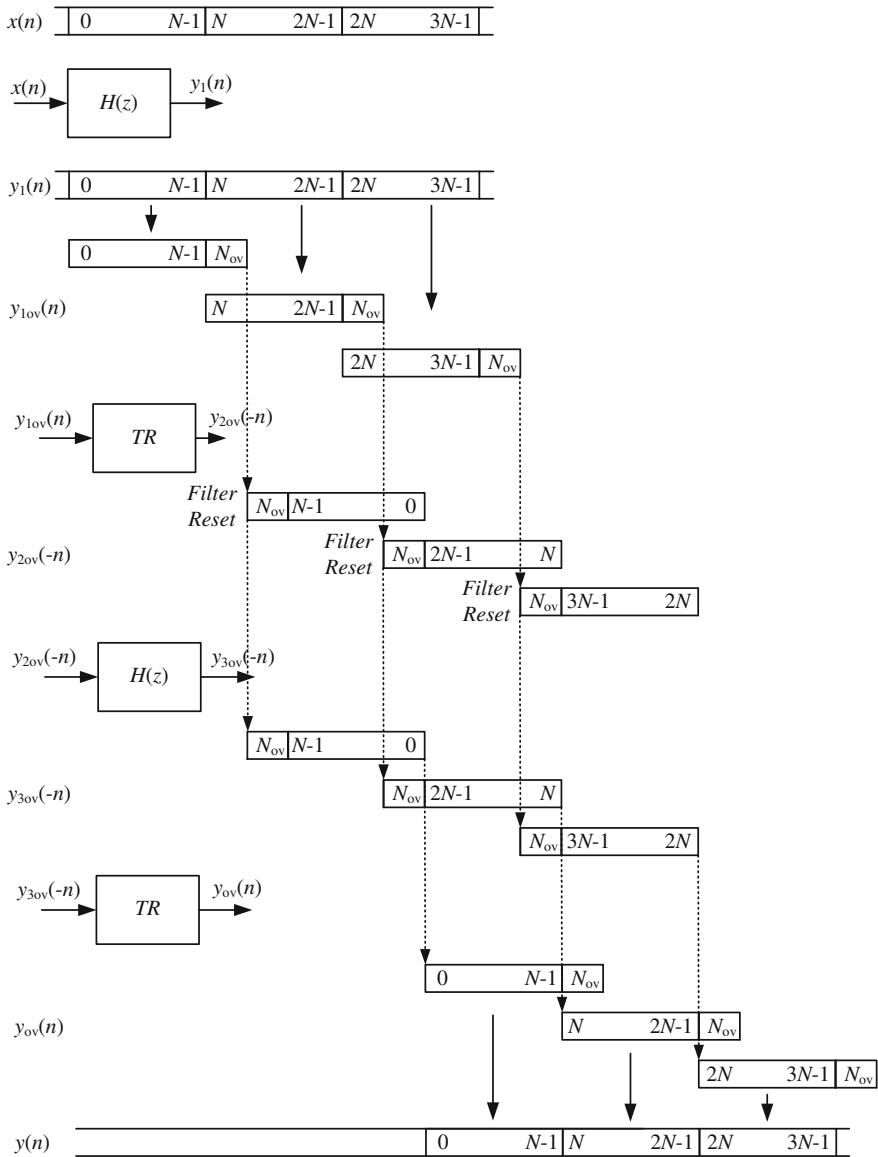 x(n) 0 N-1 N 2N-1 2N 3N-1
x(n) H(z) y₁(n)
y₁(n) 0 N-1 N 2N-1 2N 3N-1
0 N-1 Nov
y1ov(n) N 2N-1 Nov
2N 3N-1 Nov
y1ov(n) TR y2ov(-n)
Filter Reset Nov N-1 0
y2ov(-n) Filter Reset Nov 2N-1 N
Filter Reset Nov 3N-1 2N
y2ov(-n) H(z) y3ov(-n)
Nov N-1 0
y3ov(-n) Nov 2N-1 N
Nov 3N-1 2N
y3ov(-n) TR yov(n)
0 N-1 Nov
yov(n) N 2N-1 Nov
2N 3N-1 Nov
y(n) 0 N-1 N 2N-1 2N 3N-1